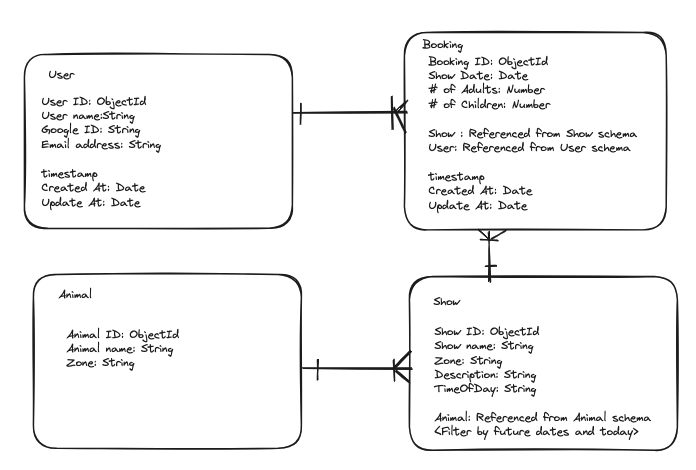 User
User ID: ObjectId
User name:String
Google ID: String
Email address: String
timestamp
Created At: Date
Update At: Date
Booking
Booking ID: ObjectId
Show Date: Date
# of Adults: Number
# of Children: Number
Show : Referenced from Show schema
User: Referenced from User schema
timestamp
Created At: Date
Update At: Date
Animal
Animal ID: ObjectId
Animal name: String
Zone: String
Show
Show ID: ObjectId
Show name: String
Zone: String
Description: String
TimeOfDay: String
Animal: Referenced from Animal schema
<Filter by future dates and today>